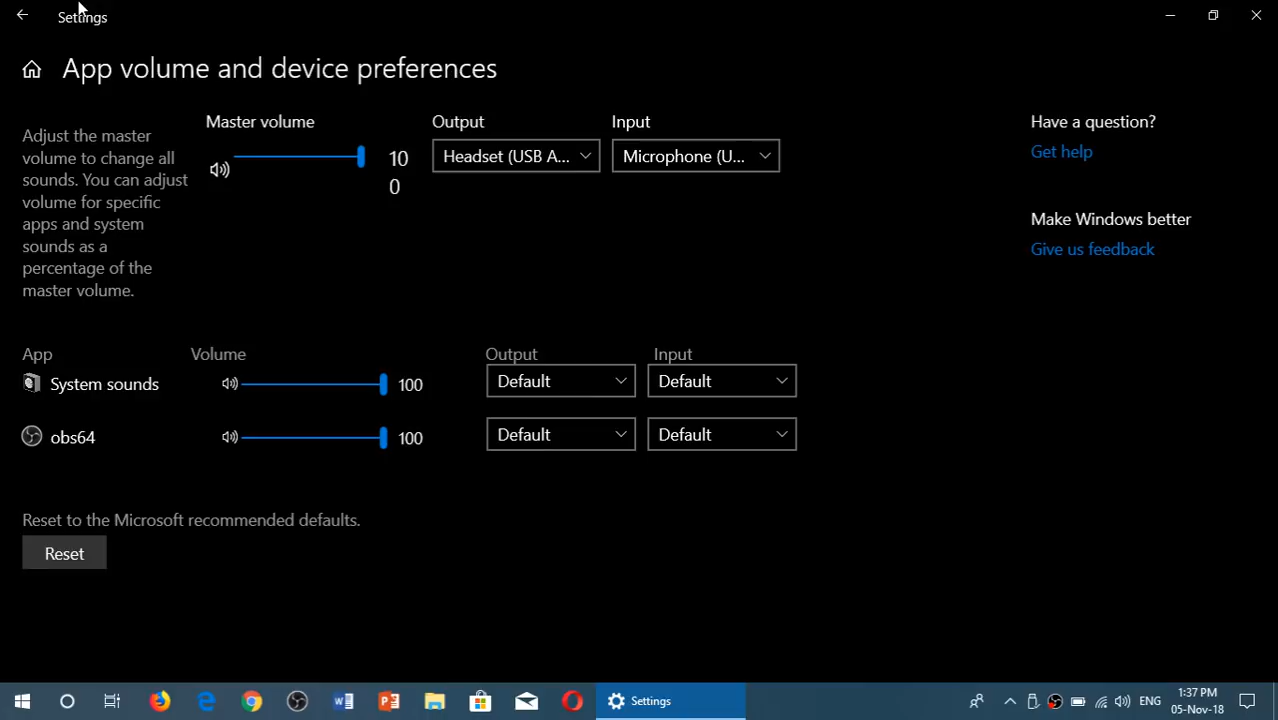 Settings
App volume and device preferences
Adjust the master
volume to change all
sounds. You can adjust
volume for specific
apps and system
sounds as a
percentage of the
master volume.
Master volume
10
0
Output
Headset (USB A...
Input
Microphone (U...
Have a question?
Get help
Make Windows better
Give us feedback
App Volume Output Input
System sounds 100 Default Default
obs64 100 Default Default
Reset to the Microsoft recommended defaults.
Reset
Settings
ENG
1:37 PM
05-Nov-18